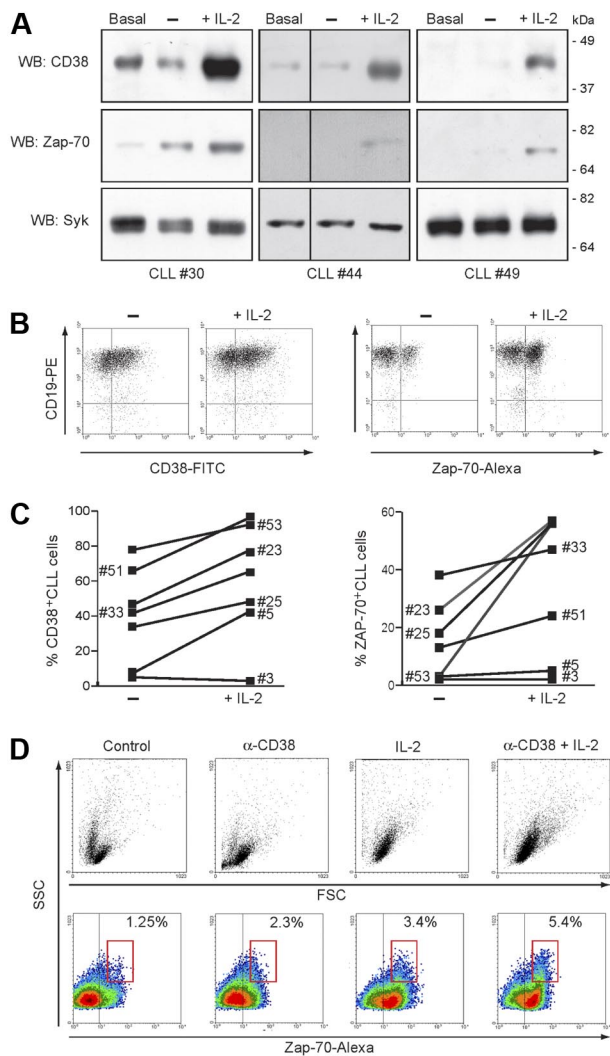 A
Basal – + IL-2 Basal – + IL-2 Basal – + IL-2 kDa
WB: CD38
- 49
- 37
WB: Zap-70
- 82
- 64
WB: Syk
- 82
- 64
CLL #30 CLL #44 CLL #49
B
– + IL-2 – + IL-2
CD19-PE
CD38-FITC Zap-70-Alexa
C
% CD38⁺CLL cells
100
80
60
40
20
0
#51
#33
#53
#23
#25
#5
#3
– + IL-2
% ZAP-70⁺CLL cells
60
40
20
0
#23
#25
#53
#33
#51
#5
#3
– + IL-2
D
Control α-CD38 IL-2 α-CD38 + IL-2
SSC
1023 1023 1023 1023
FSC
1.25% 2.3% 3.4% 5.4%
Zap-70-Alexa